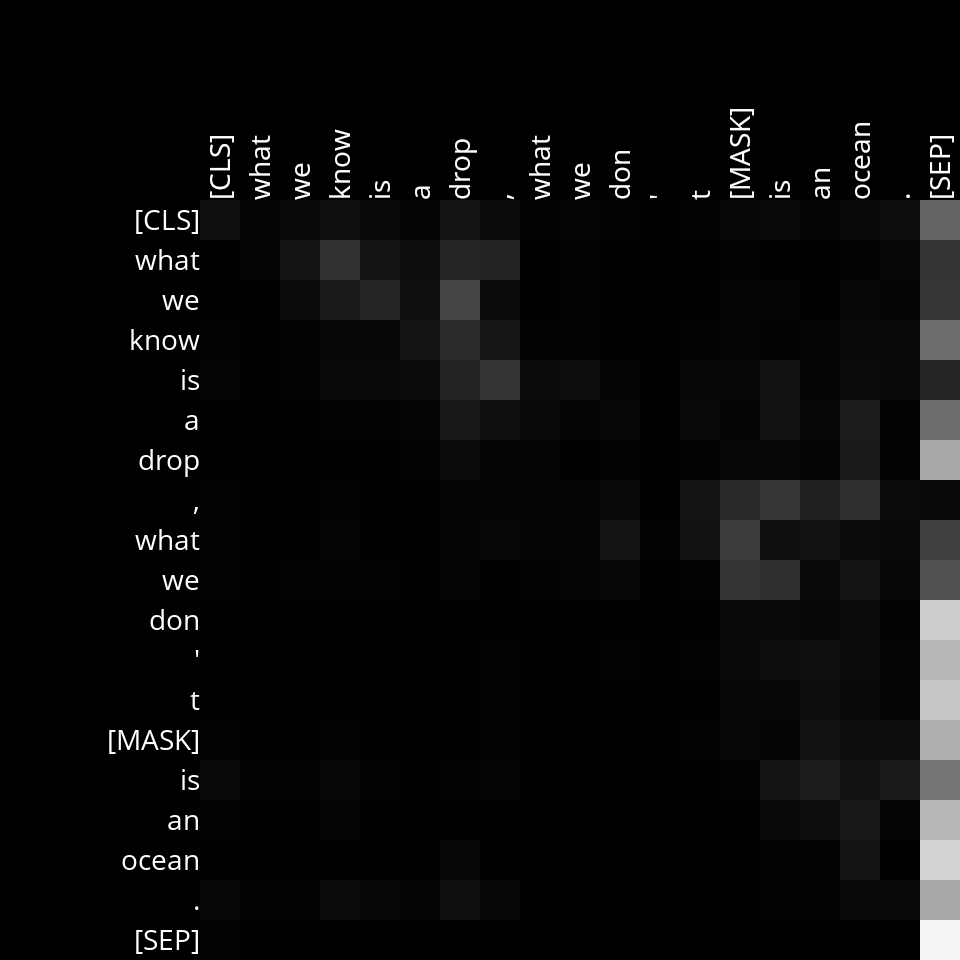 [CLS] what we know is a drop , what we don ' t [MASK] is an ocean . [SEP]
[CLS]
what
we
know
is
a
drop
,
what
we
don
'
t
[MASK]
is
an
ocean
.
[SEP]